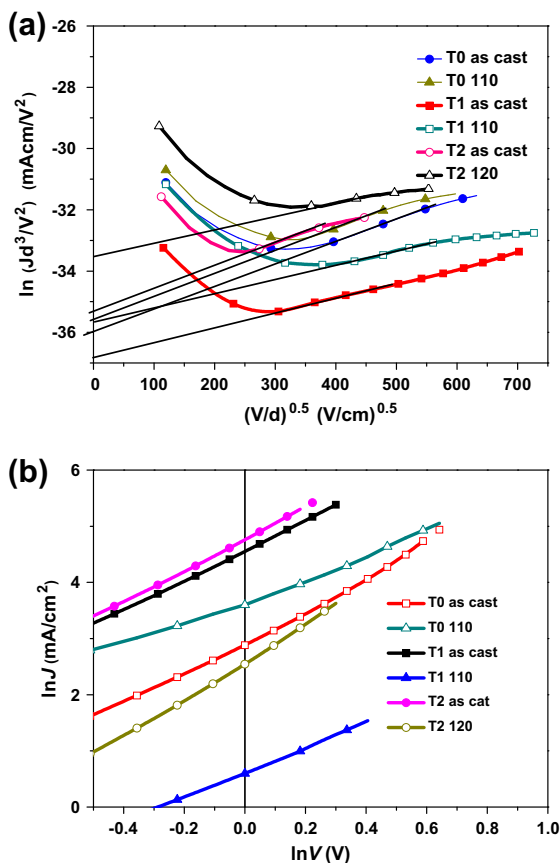 (a)
-26
-28
-30
-32
-34
-36
ln (Jd³/V²) (mAcm/V²)
T0 as cast
T0 110
T1 as cast
T1 110
T2 as cast
T2 120
0 100 200 300 400 500 600 700
(V/d)^0.5 (V/cm)^0.5
(b)
6
4
2
0
lnJ (mA/cm²)
T0 as cast
T0 110
T1 as cast
T1 110
T2 as cat
T2 120
-0.4 -0.2 0.0 0.2 0.4 0.6 0.8 1.0
lnV (V)